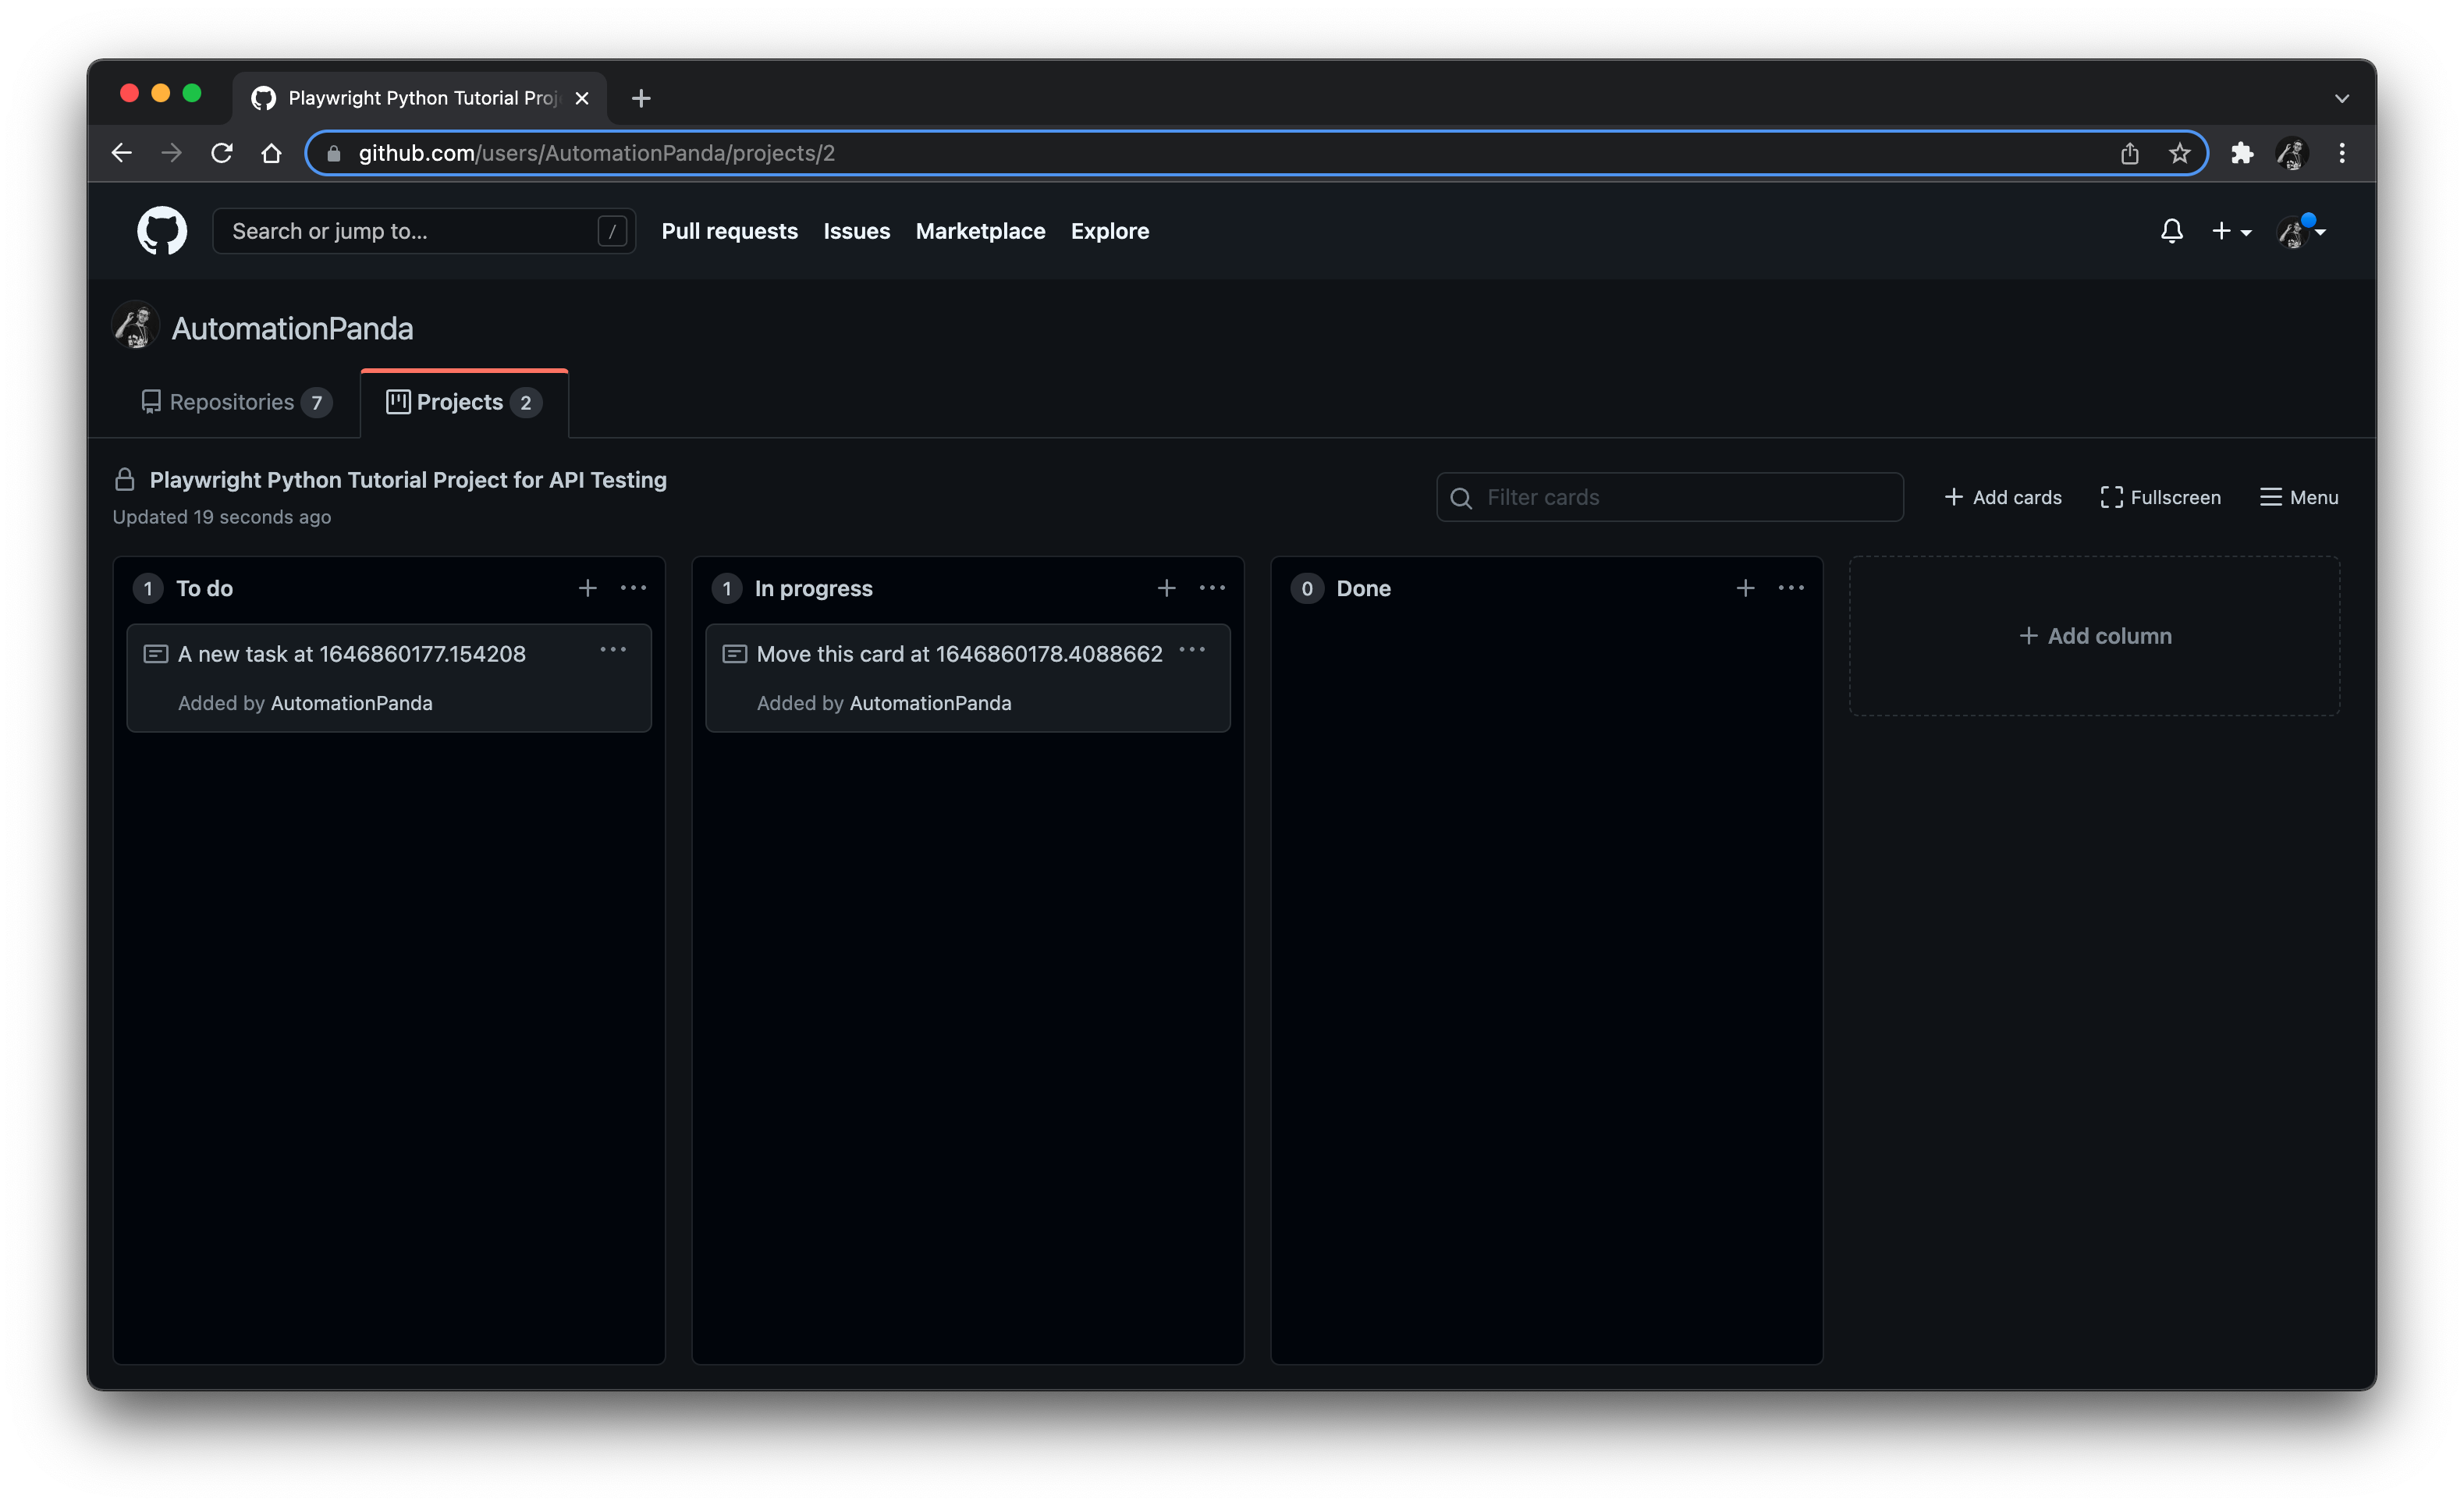 Playwright Python Tutorial Proj
github.com/users/AutomationPanda/projects/2
Search or jump to... /
Pull requests Issues Marketplace Explore
AutomationPanda
Repositories 7 Projects 2
Playwright Python Tutorial Project for API Testing
Updated 19 seconds ago
Filter cards
Add cards Fullscreen Menu
1 To do
A new task at 1646860177.154208
Added by AutomationPanda
1 In progress
Move this card at 1646860178.4088662
Added by AutomationPanda
0 Done
Add column